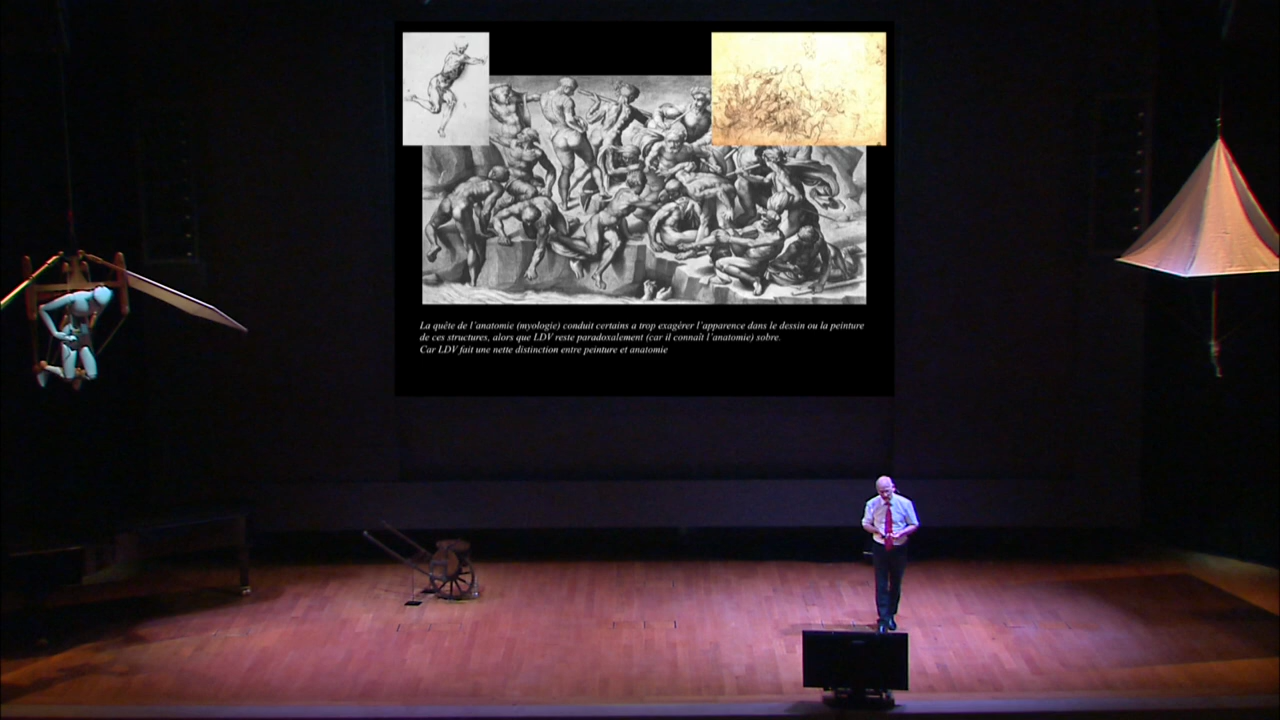 La quête de l'anatomie (myologie) conduit certains a trop exagérer l'apparence dans le dessin ou la peinture
de ces structures, alors que LDV reste paradoxalement (car il connaît l'anatomie) sobre.
Car LDV fait une nette distinction entre peinture et anatomie